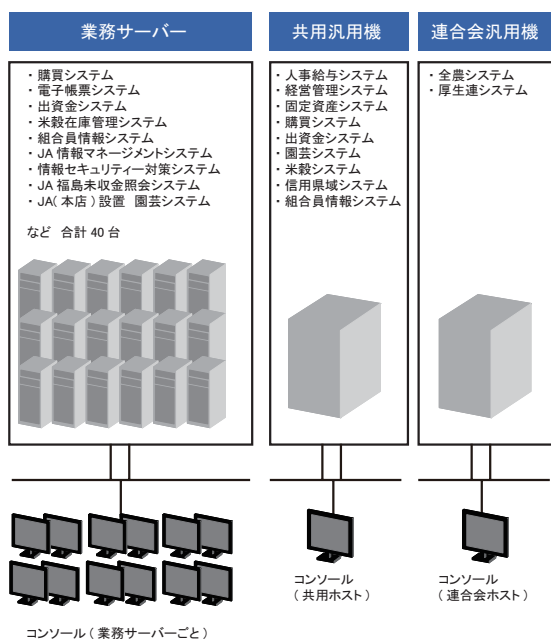 業務サーバー
・ 購買システム
・ 電子帳票システム
・ 出資金システム
・ 米穀在庫管理システム
・ 組合員情報システム
・ JA 情報マネージメントシステム
・ 情報セキュリティー対策システム
・ JA 福島未収金照会システム
・ JA( 本店 ) 設置 園芸システム
など 合計 40 台
コンソール ( 業務サーバーごと )
共用汎用機
・ 人事給与システム
・ 経営管理システム
・ 固定資産システム
・ 購買システム
・ 出資金システム
・ 園芸システム
・ 米穀システム
・ 信用県域システム
・ 組合員情報システム
コンソール
( 共用ホスト )
連合会汎用機
・ 全農システム
・ 厚生連システム
コンソール
( 連合会ホスト )